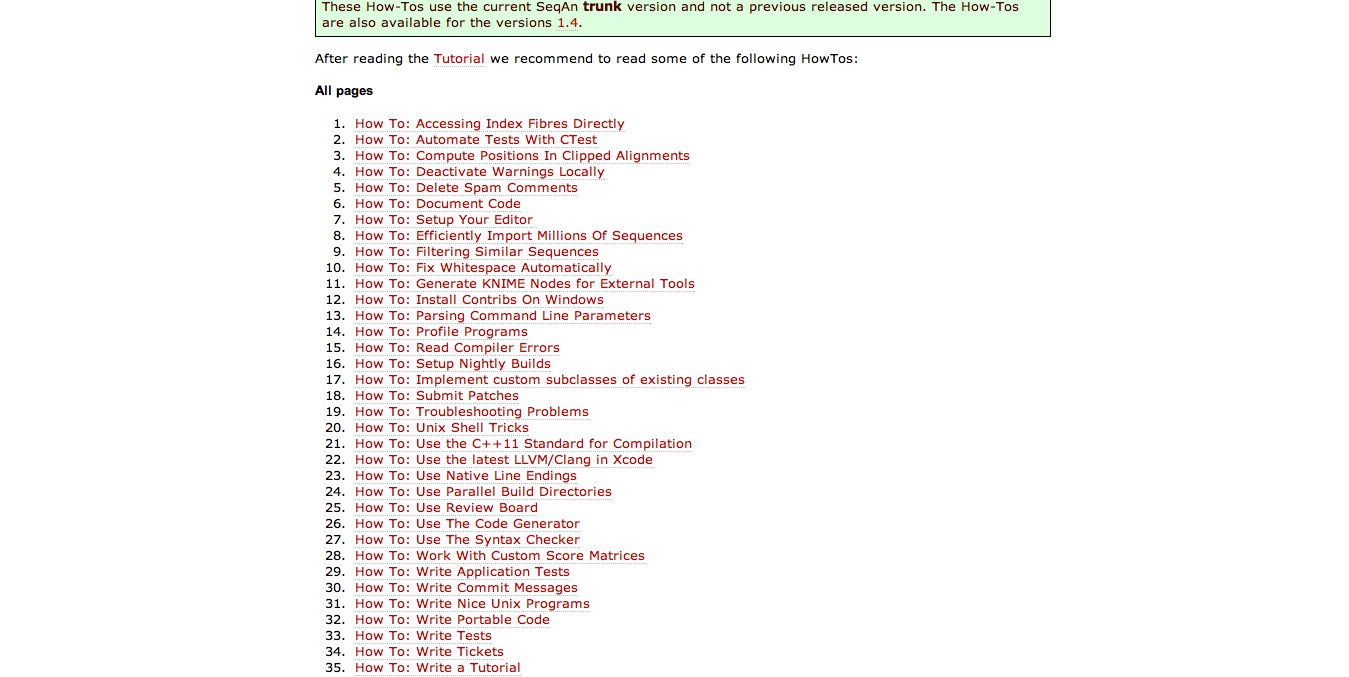 These How-Tos use the current SeqAn trunk version and not a previous released version. The How-Tos
are also available for the versions 1.4.
After reading the Tutorial we recommend to read some of the following HowTos:
All pages
1. How To: Accessing Index Fibres Directly
2. How To: Automate Tests With CTest
3. How To: Compute Positions In Clipped Alignments
4. How To: Deactivate Warnings Locally
5. How To: Delete Spam Comments
6. How To: Document Code
7. How To: Setup Your Editor
8. How To: Efficiently Import Millions Of Sequences
9. How To: Filtering Similar Sequences
10. How To: Fix Whitespace Automatically
11. How To: Generate KNIME Nodes for External Tools
12. How To: Install Contribs On Windows
13. How To: Parsing Command Line Parameters
14. How To: Profile Programs
15. How To: Read Compiler Errors
16. How To: Setup Nightly Builds
17. How To: Implement custom subclasses of existing classes
18. How To: Submit Patches
19. How To: Troubleshooting Problems
20. How To: Unix Shell Tricks
21. How To: Use the C++11 Standard for Compilation
22. How To: Use the latest LLVM/Clang in Xcode
23. How To: Use Native Line Endings
24. How To: Use Parallel Build Directories
25. How To: Use Review Board
26. How To: Use The Code Generator
27. How To: Use The Syntax Checker
28. How To: Work With Custom Score Matrices
29. How To: Write Application Tests
30. How To: Write Commit Messages
31. How To: Write Nice Unix Programs
32. How To: Write Portable Code
33. How To: Write Tests
34. How To: Write Tickets
35. How To: Write a Tutorial